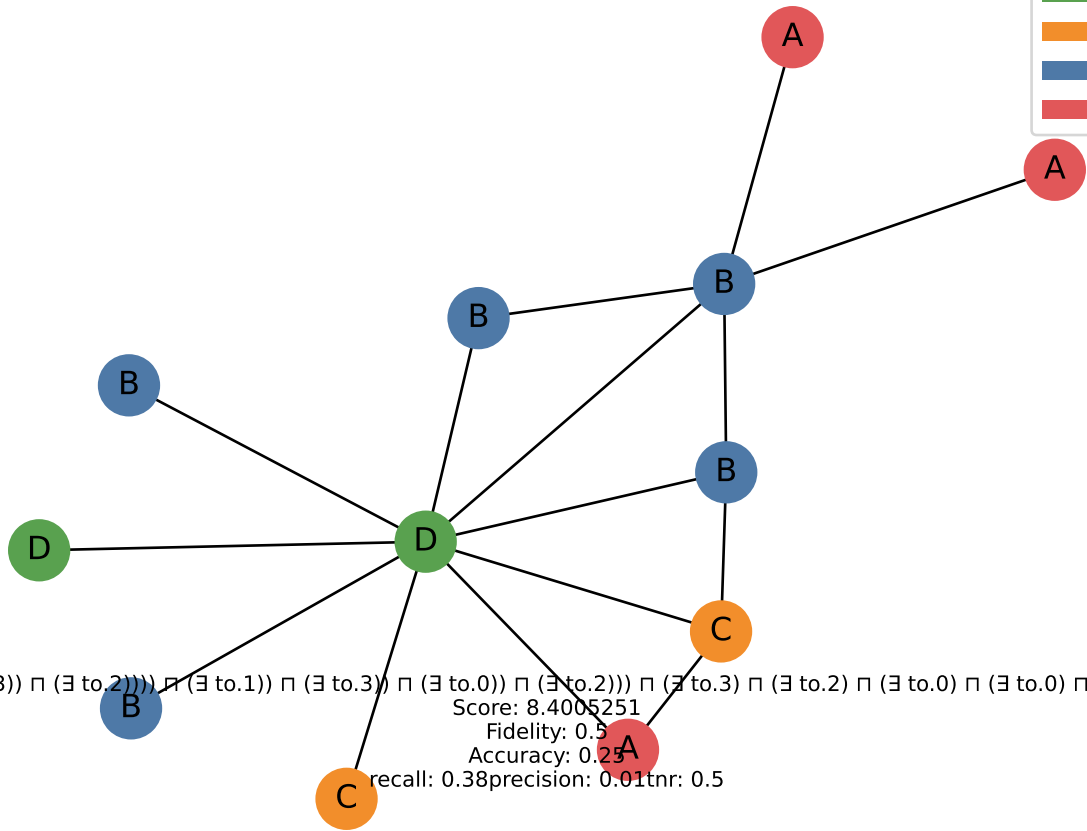 A
A
B
B
B
B
D
D
C
3)) ⊓ (∃ to.2)))) ⊓ (∃ to.1)) ⊓ (∃ to.3)) ⊓ (∃ to.0)) ⊓ (∃ to.2))) ⊓ (∃ to.3) ⊓ (∃ to.2) ⊓ (∃ to.0) ⊓ (∃ to.0) ⊓
B
Score: 8.4005251
Fidelity: 0.5
A
Accuracy: 0.25
recall: 0.38precision: 0.01tnr: 0.5
C